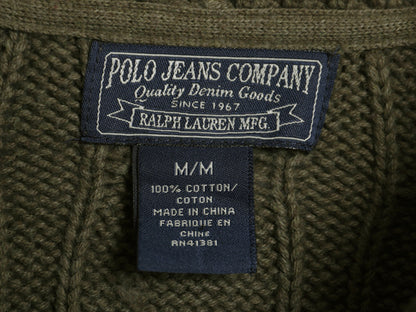 POLO JEANS COMPANY
Quality Denim Goods
SINCE 1967
RALPH LAUREN MFG.
M/M
100% COTTON/
COTON
MADE IN CHINA
FABRIQUE EN
CHINE
RN41381